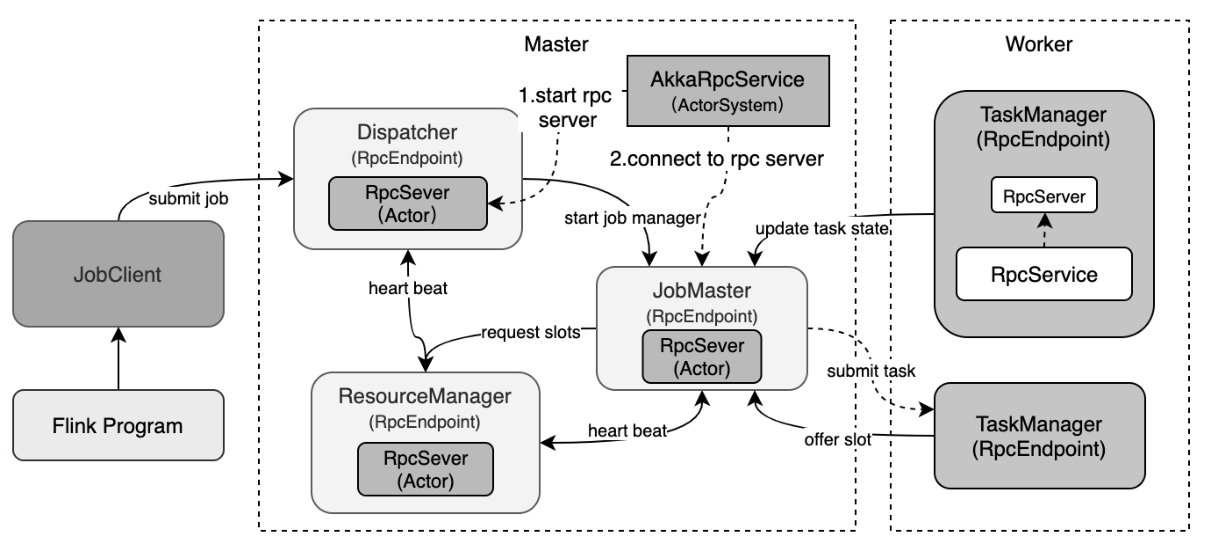 Master
Worker
AkkaRpcService
(ActorSystem)
1.start rpc
server
2.connect to rpc server
Dispatcher
(RpcEndpoint)
RpcSever
(Actor)
submit job
start job manager
update task state
TaskManager
(RpcEndpoint)
RpcServer
RpcService
JobClient
heart beat
JobMaster
(RpcEndpoint)
RpcSever
(Actor)
request slots
submit task
ResourceManager
(RpcEndpoint)
RpcSever
(Actor)
heart beat
offer slot
TaskManager
(RpcEndpoint)
Flink Program